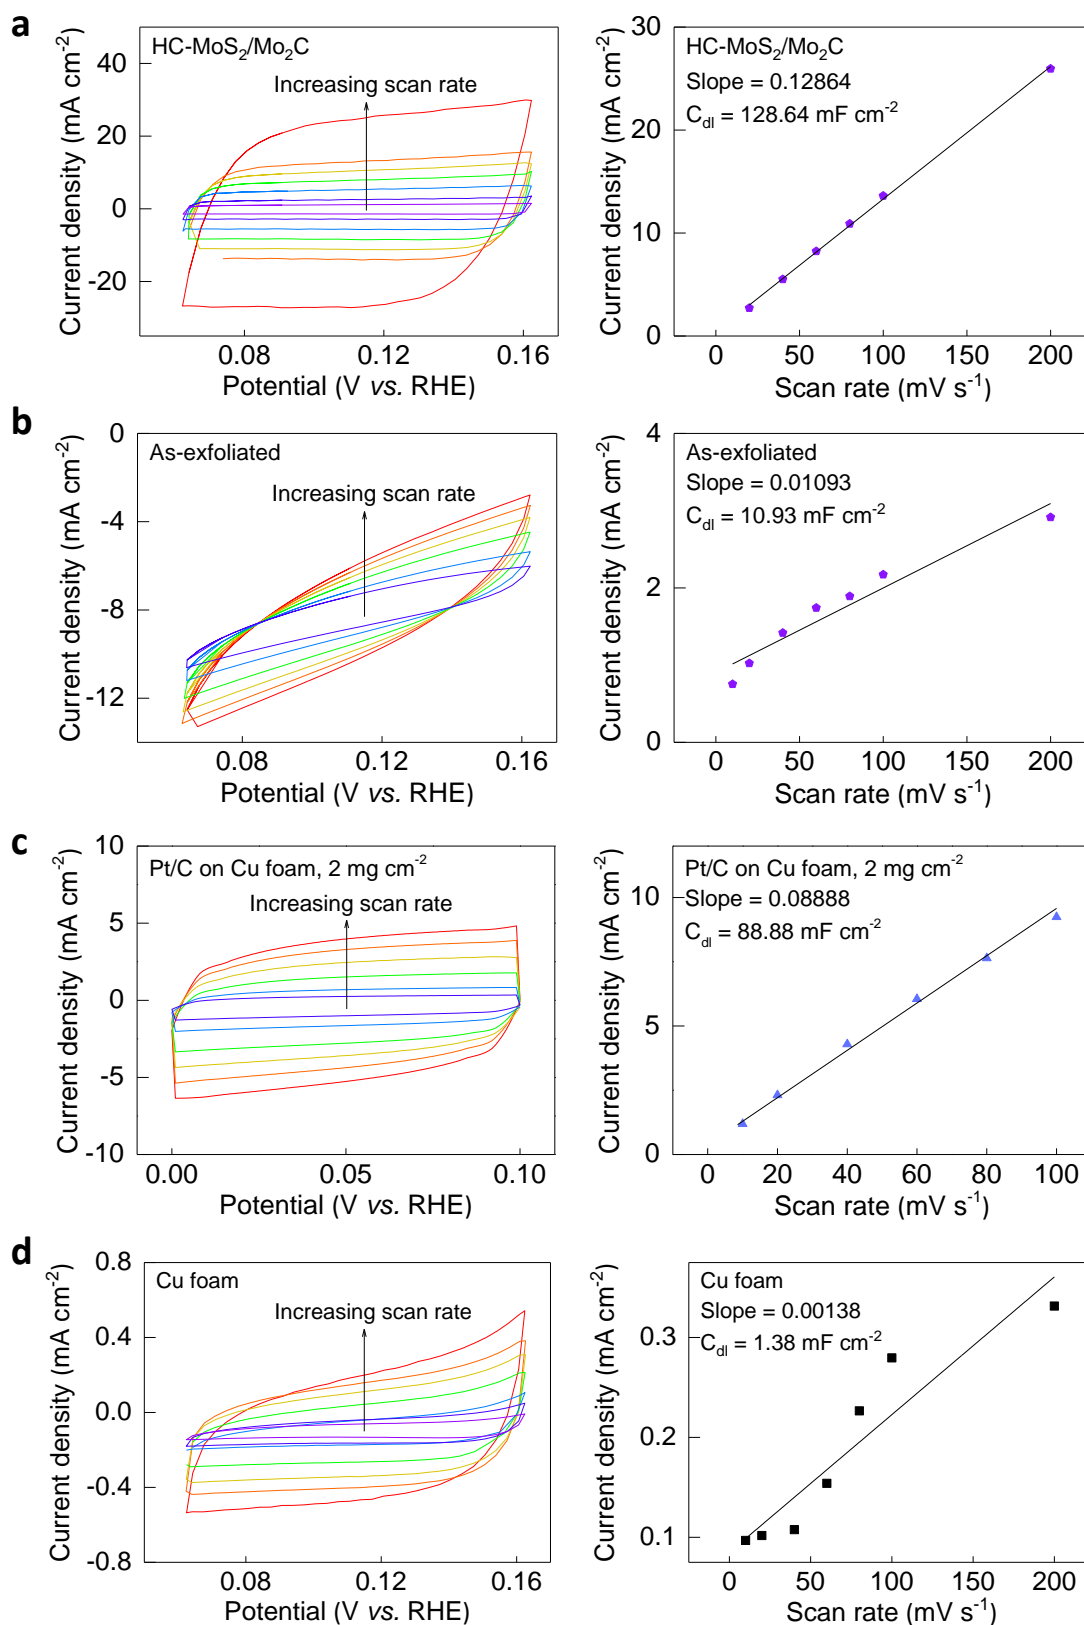 a
HC-MoS₂/Mo₂C
Increasing scan rate
40
20
0
-20
Current density (mA cm⁻²)
0.08
0.12
0.16
Potential (V vs. RHE)
HC-MoS₂/Mo₂C
Slope = 0.12864
C_dl = 128.64 mF cm⁻²
30
20
10
0
Current density (mA cm⁻²)
0
50
100
150
200
Scan rate (mV s⁻¹)
b
As-exfoliated
Increasing scan rate
0
-4
-8
-12
Current density (mA cm⁻²)
0.08
0.12
0.16
Potential (V vs. RHE)
As-exfoliated
Slope = 0.01093
C_dl = 10.93 mF cm⁻²
4
2
0
Current density (mA cm⁻²)
0
50
100
150
200
Scan rate (mV s⁻¹)
c
Pt/C on Cu foam, 2 mg cm⁻²
Increasing scan rate
10
5
0
-5
-10
Current density (mA cm⁻²)
0.00
0.05
0.10
Potential (V vs. RHE)
Pt/C on Cu foam, 2 mg cm⁻²
Slope = 0.08888
C_dl = 88.88 mF cm⁻²
10
5
0
Current density (mA cm⁻²)
0
20
40
60
80
100
Scan rate (mV s⁻¹)
d
Cu foam
Increasing scan rate
0.8
0.4
0.0
-0.4
-0.8
Current density (mA cm⁻²)
0.08
0.12
0.16
Potential (V vs. RHE)
Cu foam
Slope = 0.00138
C_dl = 1.38 mF cm⁻²
0.3
0.2
0.1
Current density (mA cm⁻²)
0
50
100
150
200
Scan rate (mV s⁻¹)